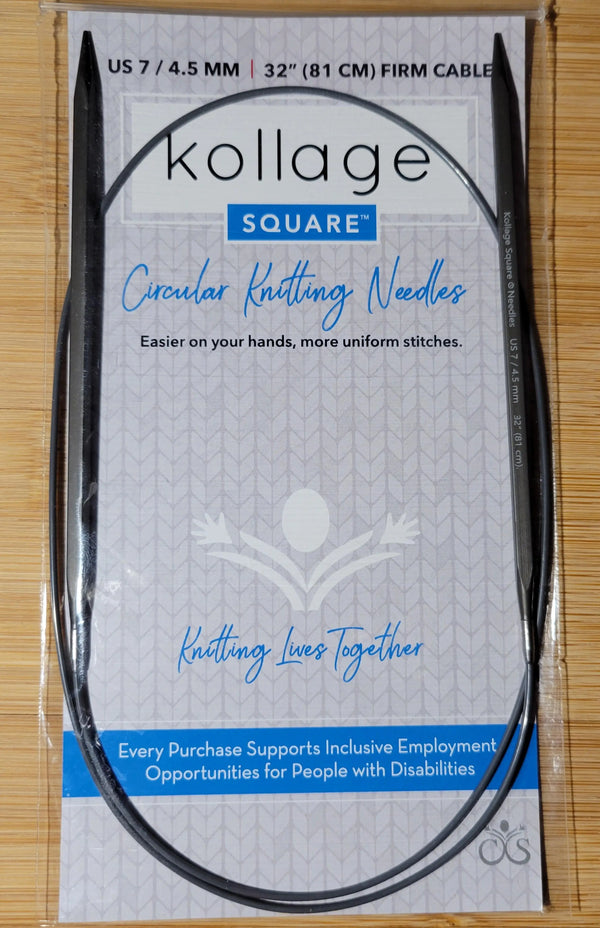 US 7 / 4.5 MM | 32" (81 CM) FIRM CABLE
kollage
SQUARE™
Circular Knitting Needles
Easier on your hands, more uniform stitches.
Kollage Square ® Needles US 7 / 4.5 mm 32" (81 cm)
Knitting Lives Together
Every Purchase Supports Inclusive Employment
Opportunities for People with Disabilities
CS